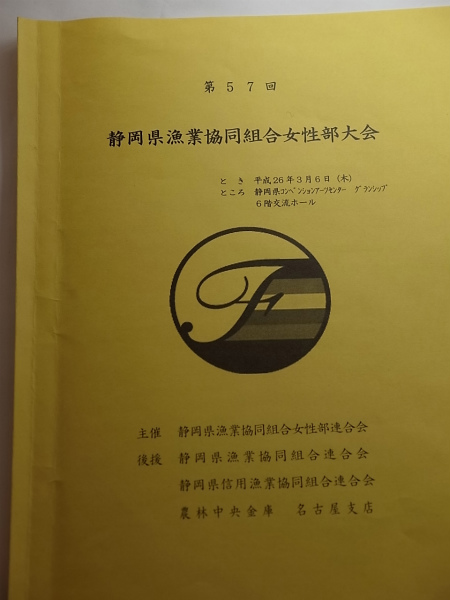 第 57 回
静岡県漁業協同組合女性部大会
と き 平成26年3月6日（木）
ところ 静岡県ｺﾝﾍﾞﾝｼｮﾝｱｰﾂｾﾝﾀｰ ｸﾞﾗﾝｼｯﾌﾟ
6階交流ホール
主催 静岡県漁業協同組合女性部連合会
後援 静岡県漁業協同組合連合会
静岡県信用漁業協同組合連合会
農林中央金庫 名古屋支店